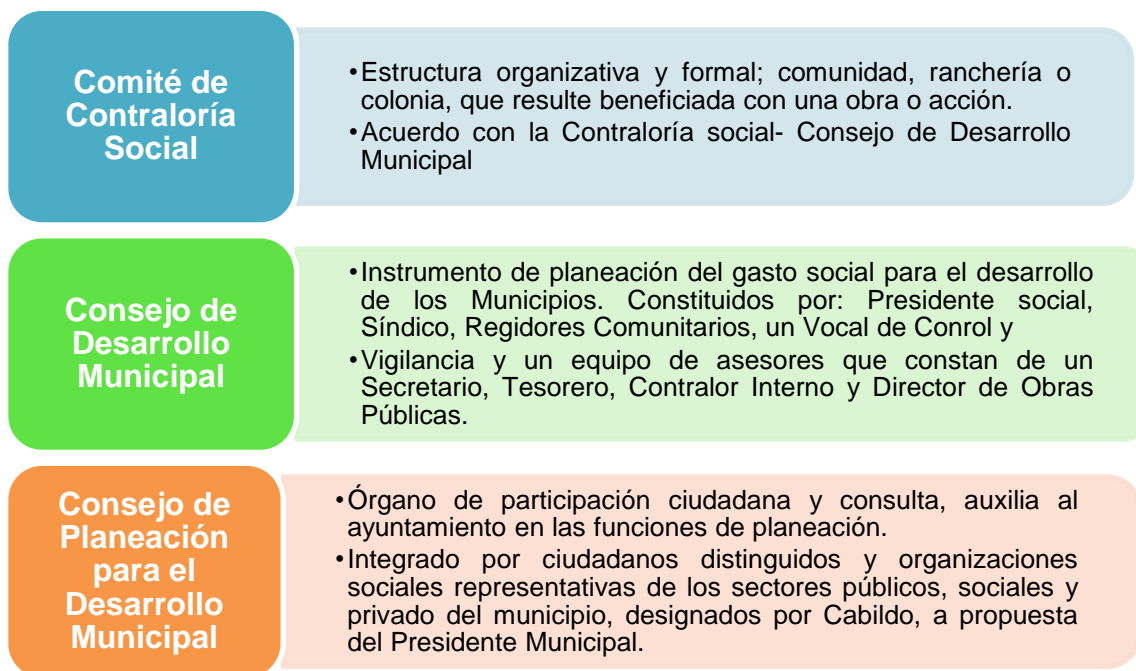 Comité de
Contraloría
Social
•Estructura organizativa y formal; comunidad, ranchería o
colonia, que resulte beneficiada con una obra o acción.
•Acuerdo con la Contraloría social- Consejo de Desarrollo
Municipal
Consejo de
Desarrollo
Municipal
•Instrumento de planeación del gasto social para el desarrollo
de los Municipios. Constituidos por: Presidente social,
Síndico, Regidores Comunitarios, un Vocal de Conrol y
•Vigilancia y un equipo de asesores que constan de un
Secretario, Tesorero, Contralor Interno y Director de Obras
Públicas.
Consejo de
Planeación
para el
Desarrollo
Municipal
•Órgano de participación ciudadana y consulta, auxilia al
ayuntamiento en las funciones de planeación.
•Integrado por ciudadanos distinguidos y organizaciones
sociales representativas de los sectores públicos, sociales y
privado del municipio, designados por Cabildo, a propuesta
del Presidente Municipal.